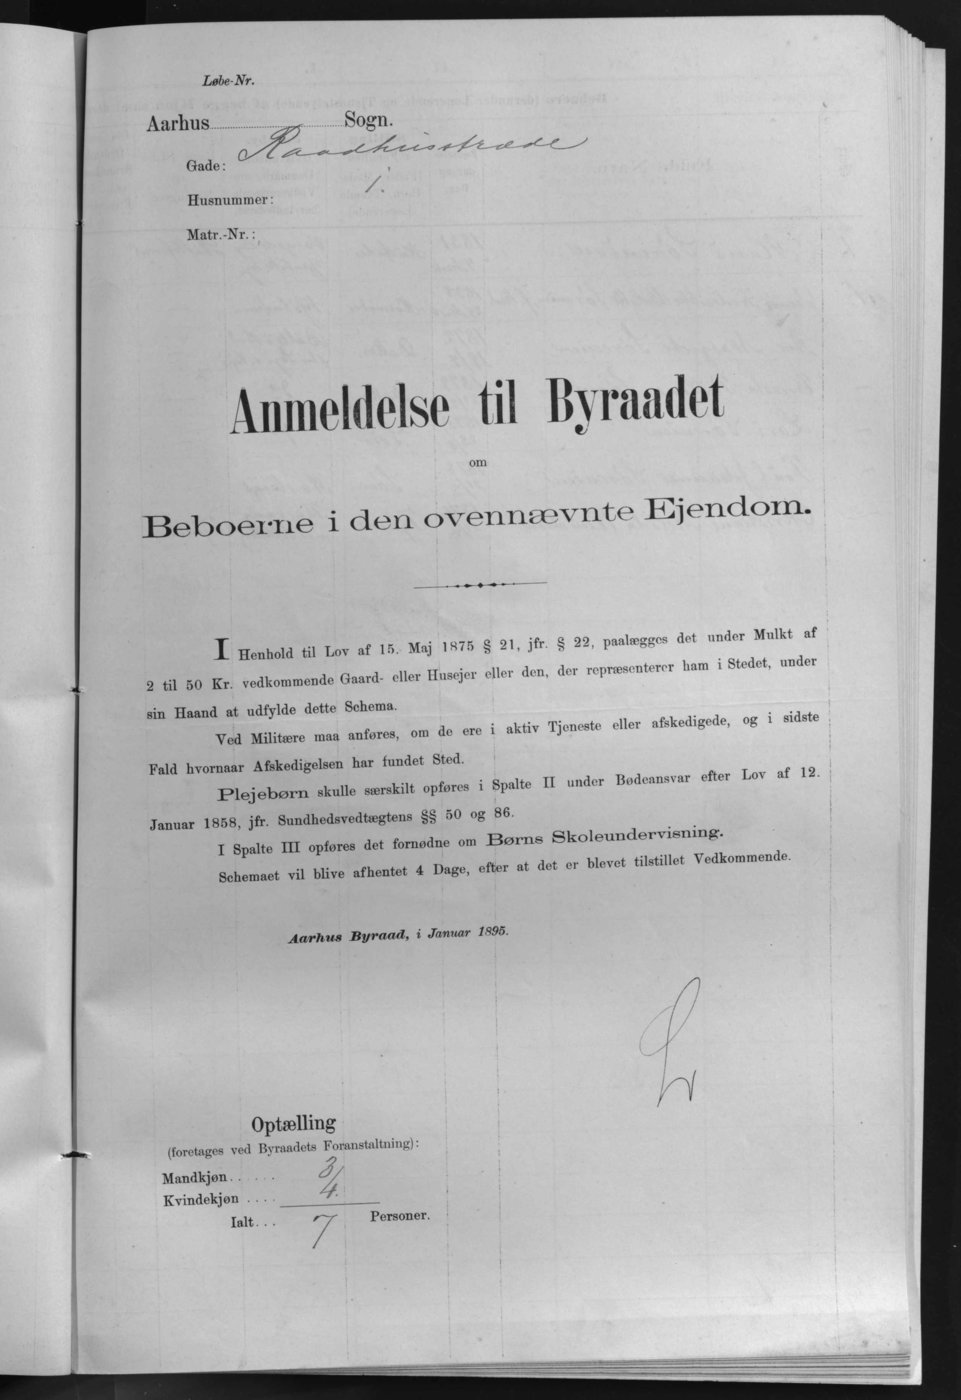 Løbe-Nr.
Aarhus Sogn.
Gade: Raadhusstræde
Husnummer: 1.
Matr.-Nr.:
Anmeldelse til Byraadet
om
Beboerne i den ovennævnte Ejendom.
I Henhold til Lov af 15. Maj 1875 § 21, jfr. § 22, paalægges det under Mulkt af
2 til 50 Kr. vedkommende Gaard- eller Husejer eller den, der repræsenterer ham i Stedet, under
sin Haand at udfylde dette Schema.
Ved Militære maa anføres, om de ere i aktiv Tjeneste eller afskedigede, og i sidste
Fald hvornaar Afskedigelsen har fundet Sted.
Plejebørn skulle særskilt opføres i Spalte II under Bødeansvar efter Lov af 12.
Januar 1858, jfr. Sundhedsvedtægtens §§ 50 og 86.
I Spalte III opføres det fornødne om Børns Skoleundervisning.
Schemaet vil blive afhentet 4 Dage, efter at det er blevet tilstillet Vedkommende.
Aarhus Byraad, i Januar 1895.
Optælling
(foretages ved Byraadets Foranstaltning):
Mandkjøn..... 3/
Kvindekjøn .... 4.
Ialt... 7 Personer.